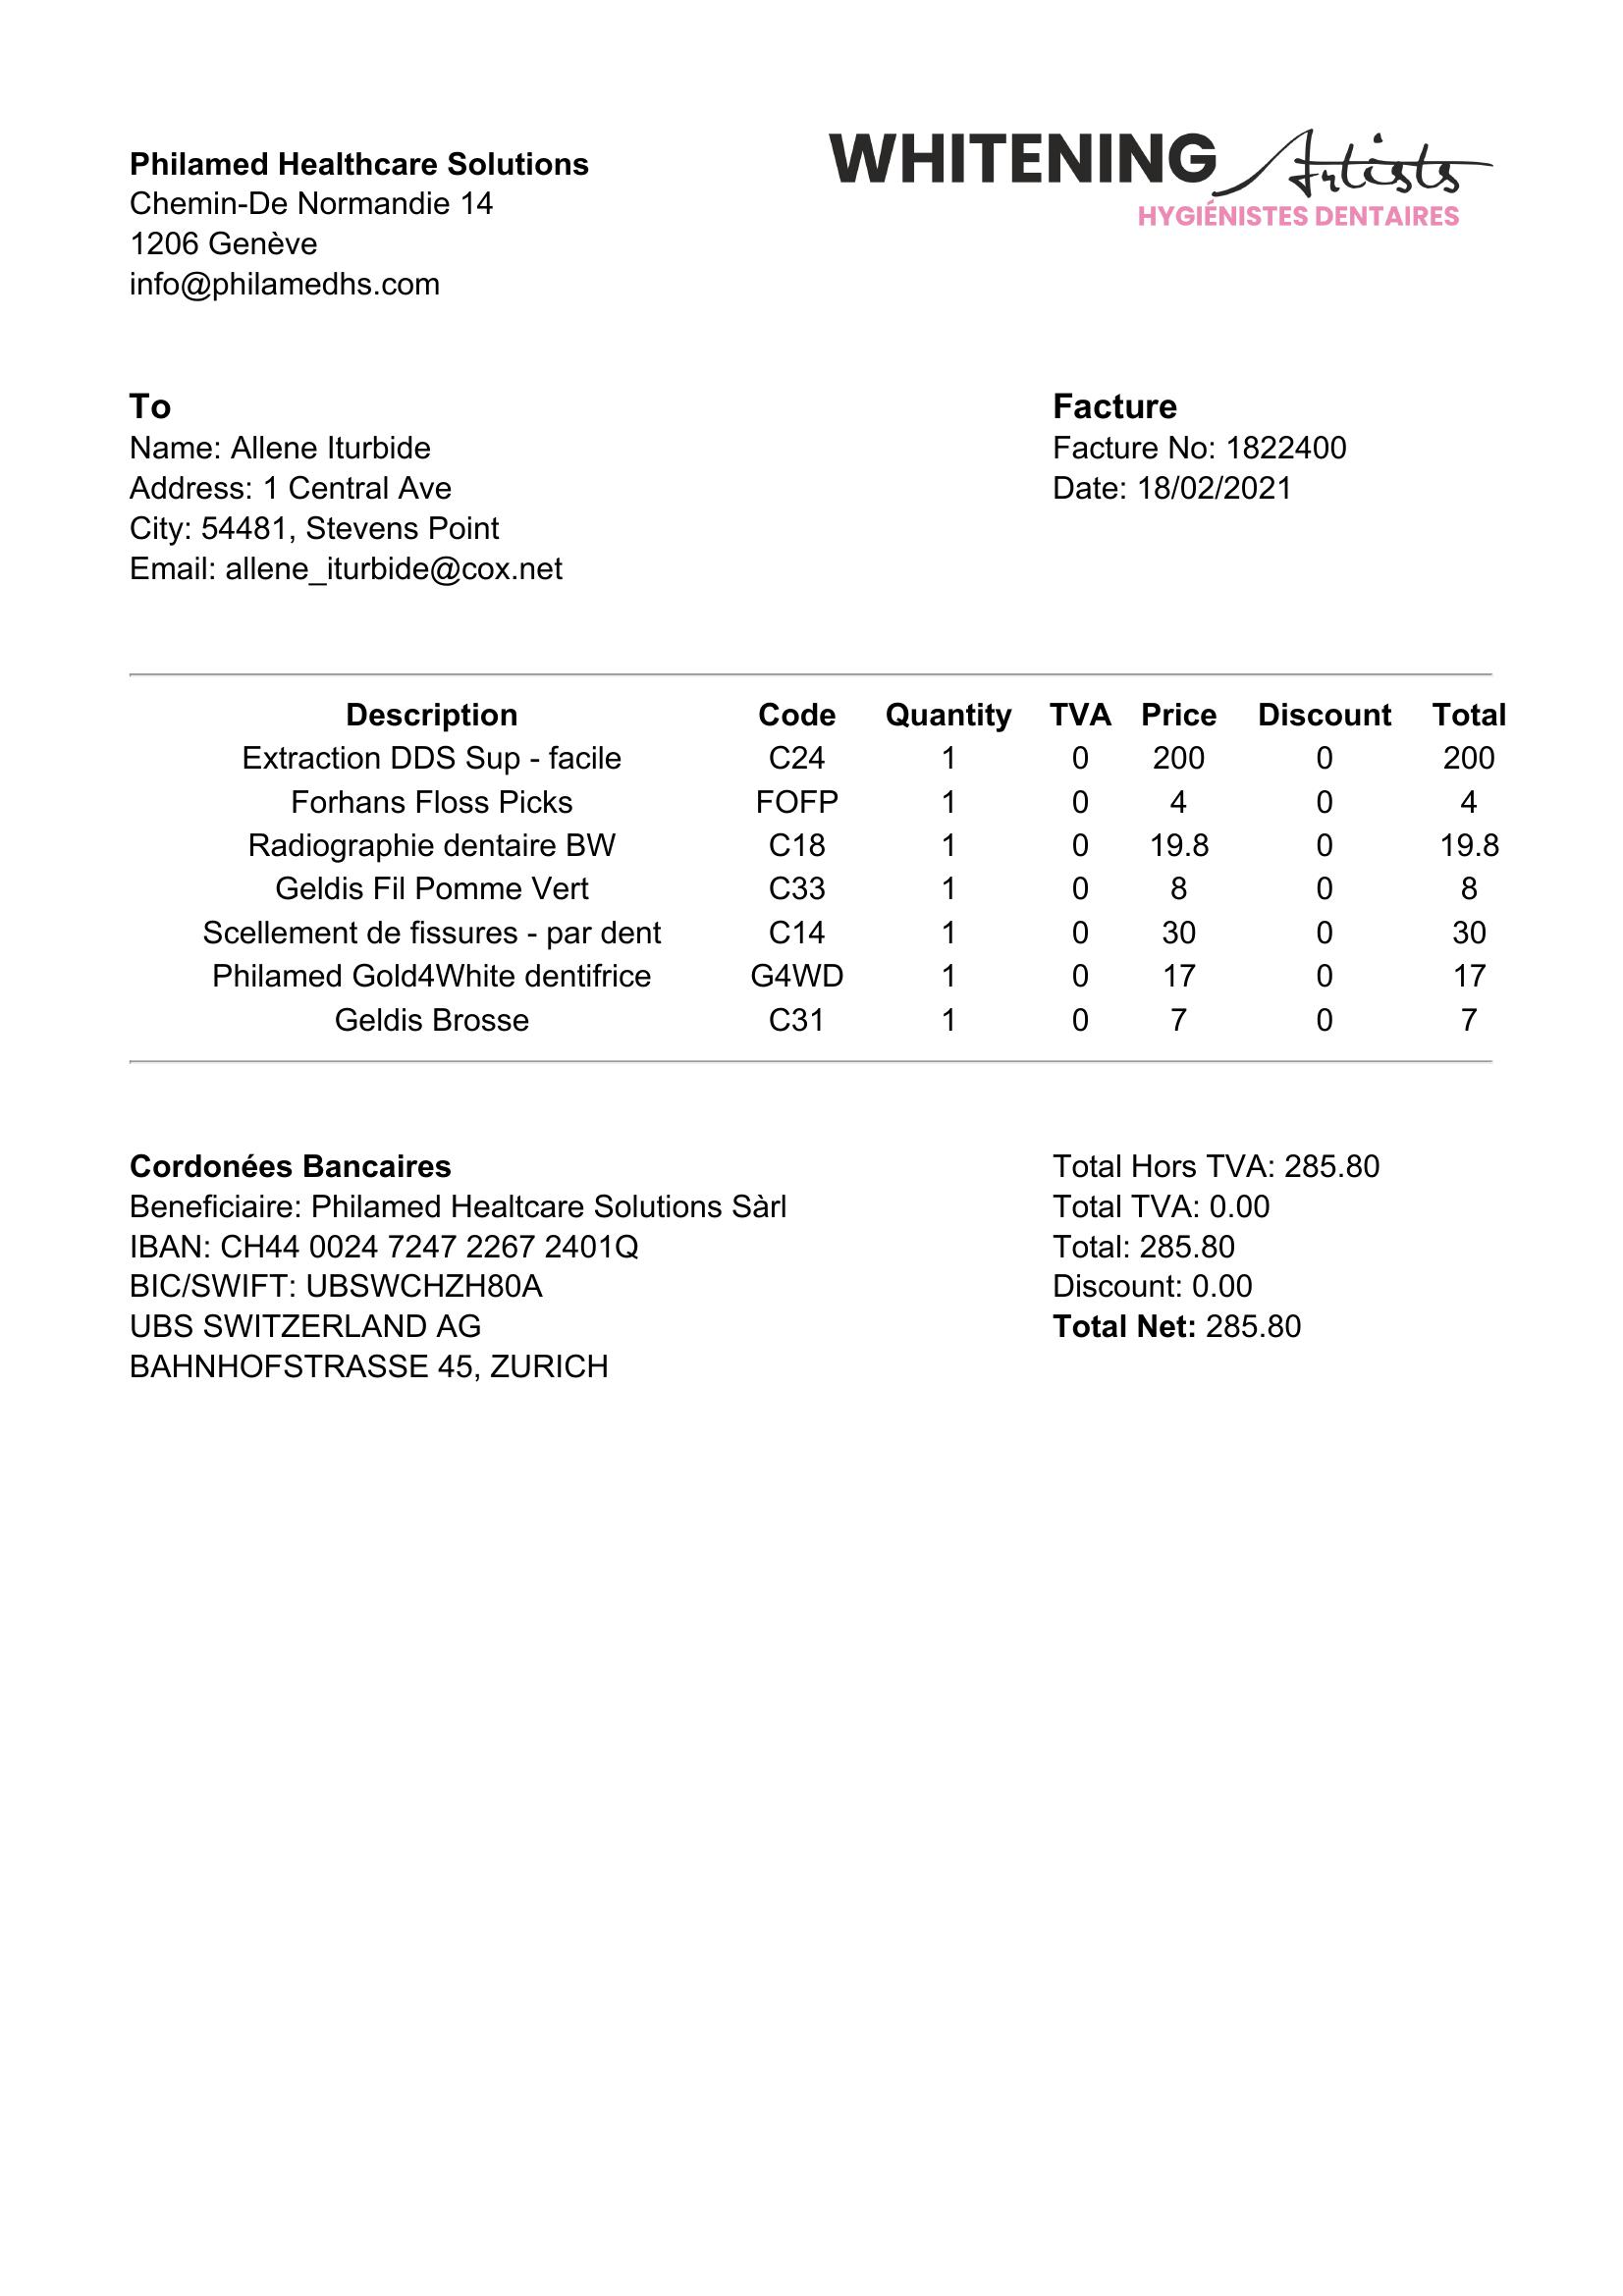 Philamed Healthcare Solutions
Chemin-De Normandie 14
1206 Genève
info@philamedhs.com
WHITENING Artists
HYGIÉNISTES DENTAIRES
To
Name: Allene Iturbide
Address: 1 Central Ave
City: 54481, Stevens Point
Email: allene_iturbide@cox.net
Facture
Facture No: 1822400
Date: 18/02/2021
Description Code Quantity TVA Price Discount Total
Extraction DDS Sup - facile C24 1 0 200 0 200
Forhans Floss Picks FOFP 1 0 4 0 4
Radiographie dentaire BW C18 1 0 19.8 0 19.8
Geldis Fil Pomme Vert C33 1 0 8 0 8
Scellement de fissures - par dent C14 1 0 30 0 30
Philamed Gold4White dentifrice G4WD 1 0 17 0 17
Geldis Brosse C31 1 0 7 0 7
Cordonées Bancaires
Beneficiaire: Philamed Healtcare Solutions Sàrl
IBAN: CH44 0024 7247 2267 2401Q
BIC/SWIFT: UBSWCHZH80A
UBS SWITZERLAND AG
BAHNHOFSTRASSE 45, ZURICH
Total Hors TVA: 285.80
Total TVA: 0.00
Total: 285.80
Discount: 0.00
Total Net: 285.80